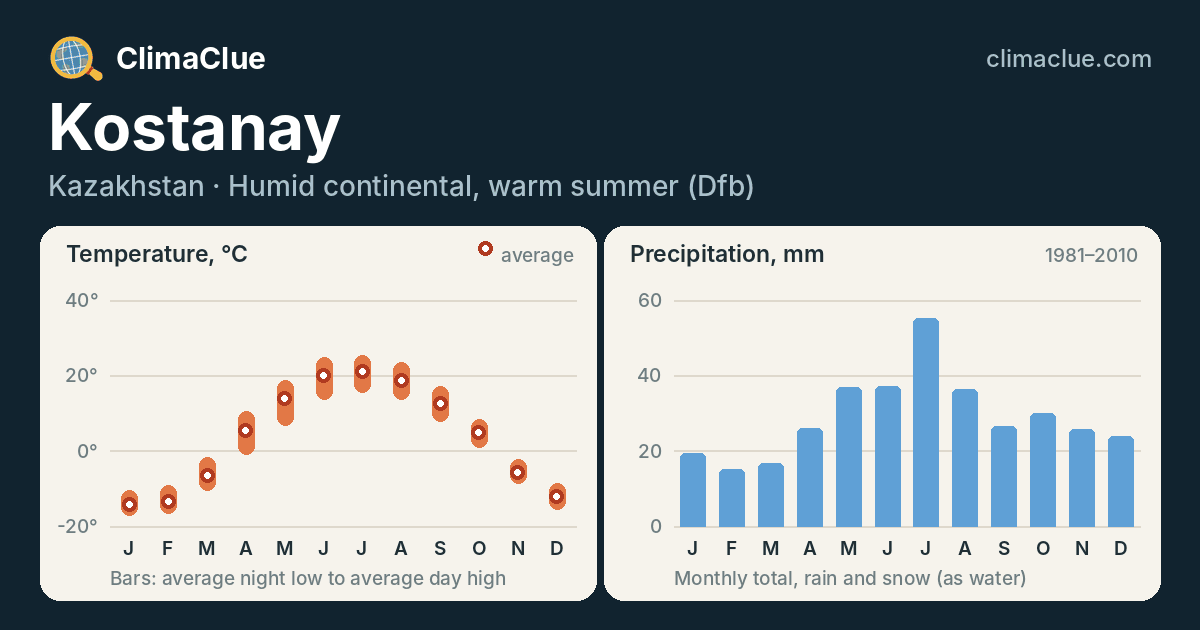 ClimaClue
climaclue.com
Kostanay
Kazakhstan · Humid continental, warm summer (Dfb)
Temperature, °C
average
40°
20°
0°
-20°
J F M A M J J A S O N D
Bars: average night low to average day high
Precipitation, mm
1981–2010
60
40
20
0
J F M A M J J A S O N D
Monthly total, rain and snow (as water)